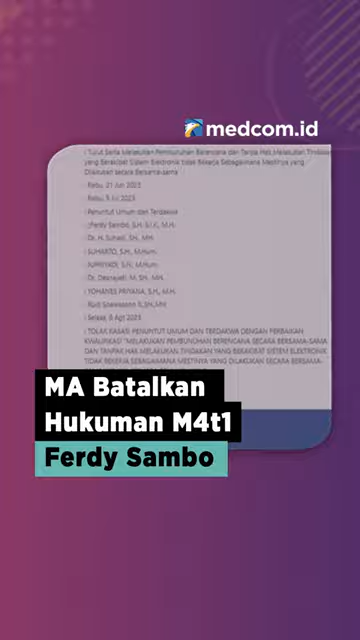 medcom.id
: Turut Serta Melakukan Pembunuhan Berencana dan Tanpa Hak Melakukan Tindakan
yang Berakibat Sistem Elektronik tidak Bekerja Sebagaimana Mestinya yang
Dilakukan secara Bersama-sama
: Rabu, 21 Jun 2023
: Rabu, 5 Jul 2023
: Penuntut Umum dan Terdakwa
: Ferdy Sambo, S.H. S.I.K., M.H.
: Dr. H. Suhadi, SH., MH.
: SUHARTO, S.H., M.Hum.
: JUPRIYADI, S.H., M.Hum.
: Dr. Desnayeti, M. SH., MH.
: YOHANES PRIYANA, S.H., M.H.
: Rudi Soewasono
: Selasa, 8 Agt 2023
: TOLAK KASASI PENUNTUT UMUM DAN TERDAKWA DENGAN PERBAIKAN
KWALIFIKASI "MELAKUKAN PEMBUNUHAN BERENCANA SECARA BERSAMA-SAMA
DAN TANPAK HAK MELAKUKAN TINDAKAN YANG BERAKIBAT SISTEM ELEKTRONIK
TIDAK BEKERJA SEBAGAIMANA MESTINYA YANG DILAKUKAN SECARA BERSAMA-
MA Batalkan
Hukuman M4t1
Ferdy Sambo